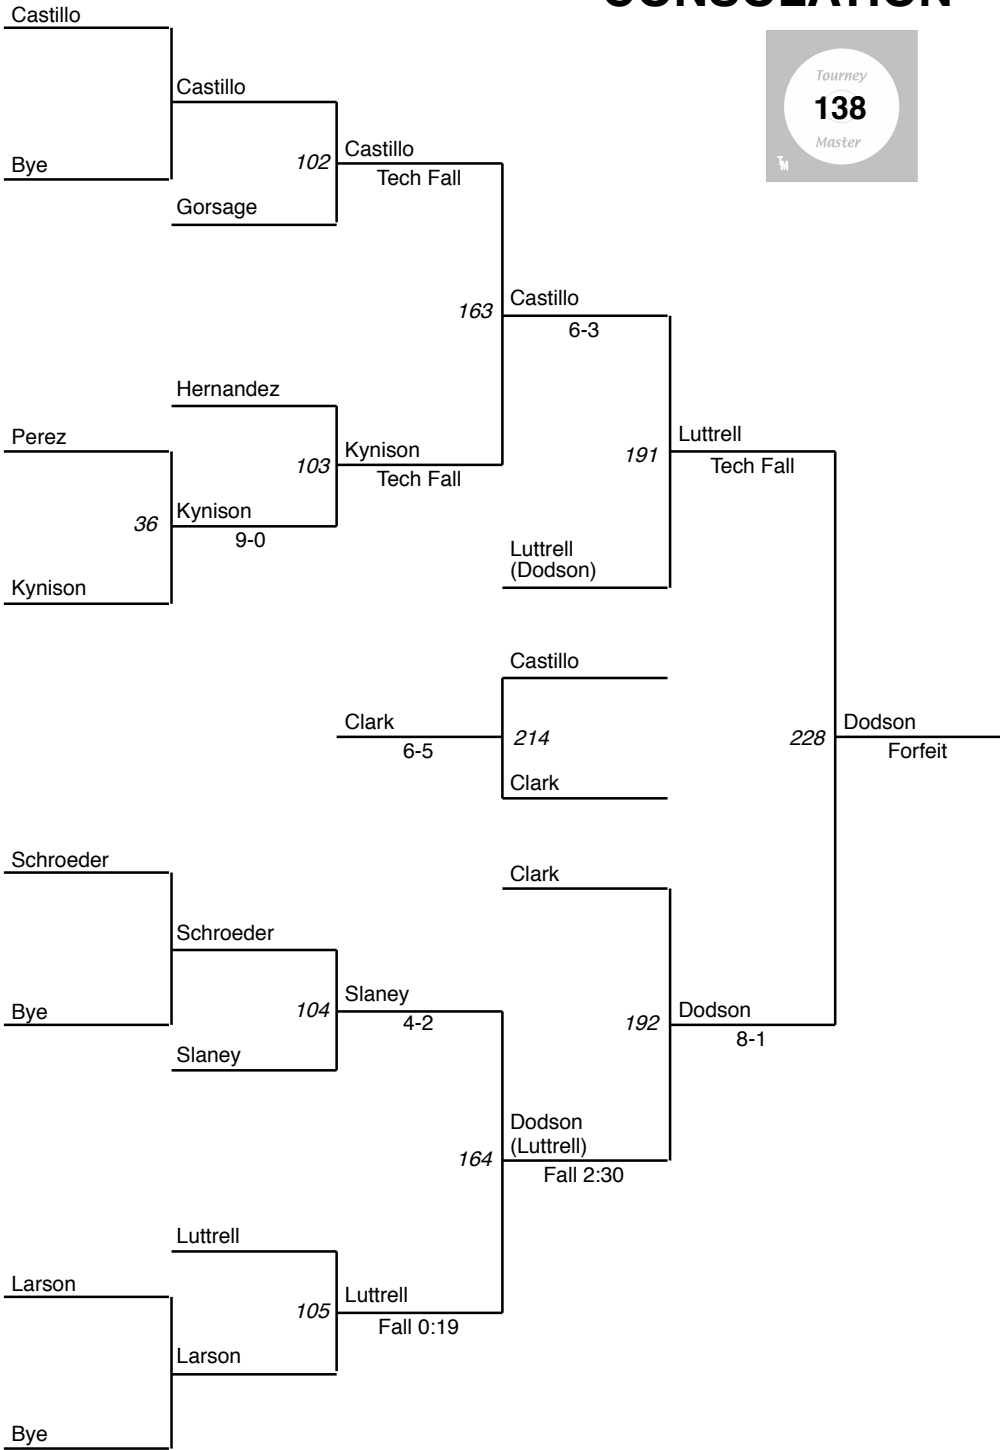 CONSOLATION
Castillo
Tourney
138
Master
TM
Castillo
Castillo
102
Tech Fall
Bye
Gorsage
Castillo
163
6-3
Hernandez
Perez
Luttrell
Kynison
191
103
Tech Fall
Tech Fall
Kynison
36
9-0
Luttrell
(Dodson)
Kynison
Castillo
Clark
Dodson
214
228
6-5
Forfeit
Clark
Schroeder
Clark
Schroeder
Slaney
104
Dodson
Bye
4-2
192
8-1
Slaney
Dodson
(Luttrell)
164
Fall 2:30
Luttrell
Larson
Luttrell
105
Fall 0:19
Larson
Bye